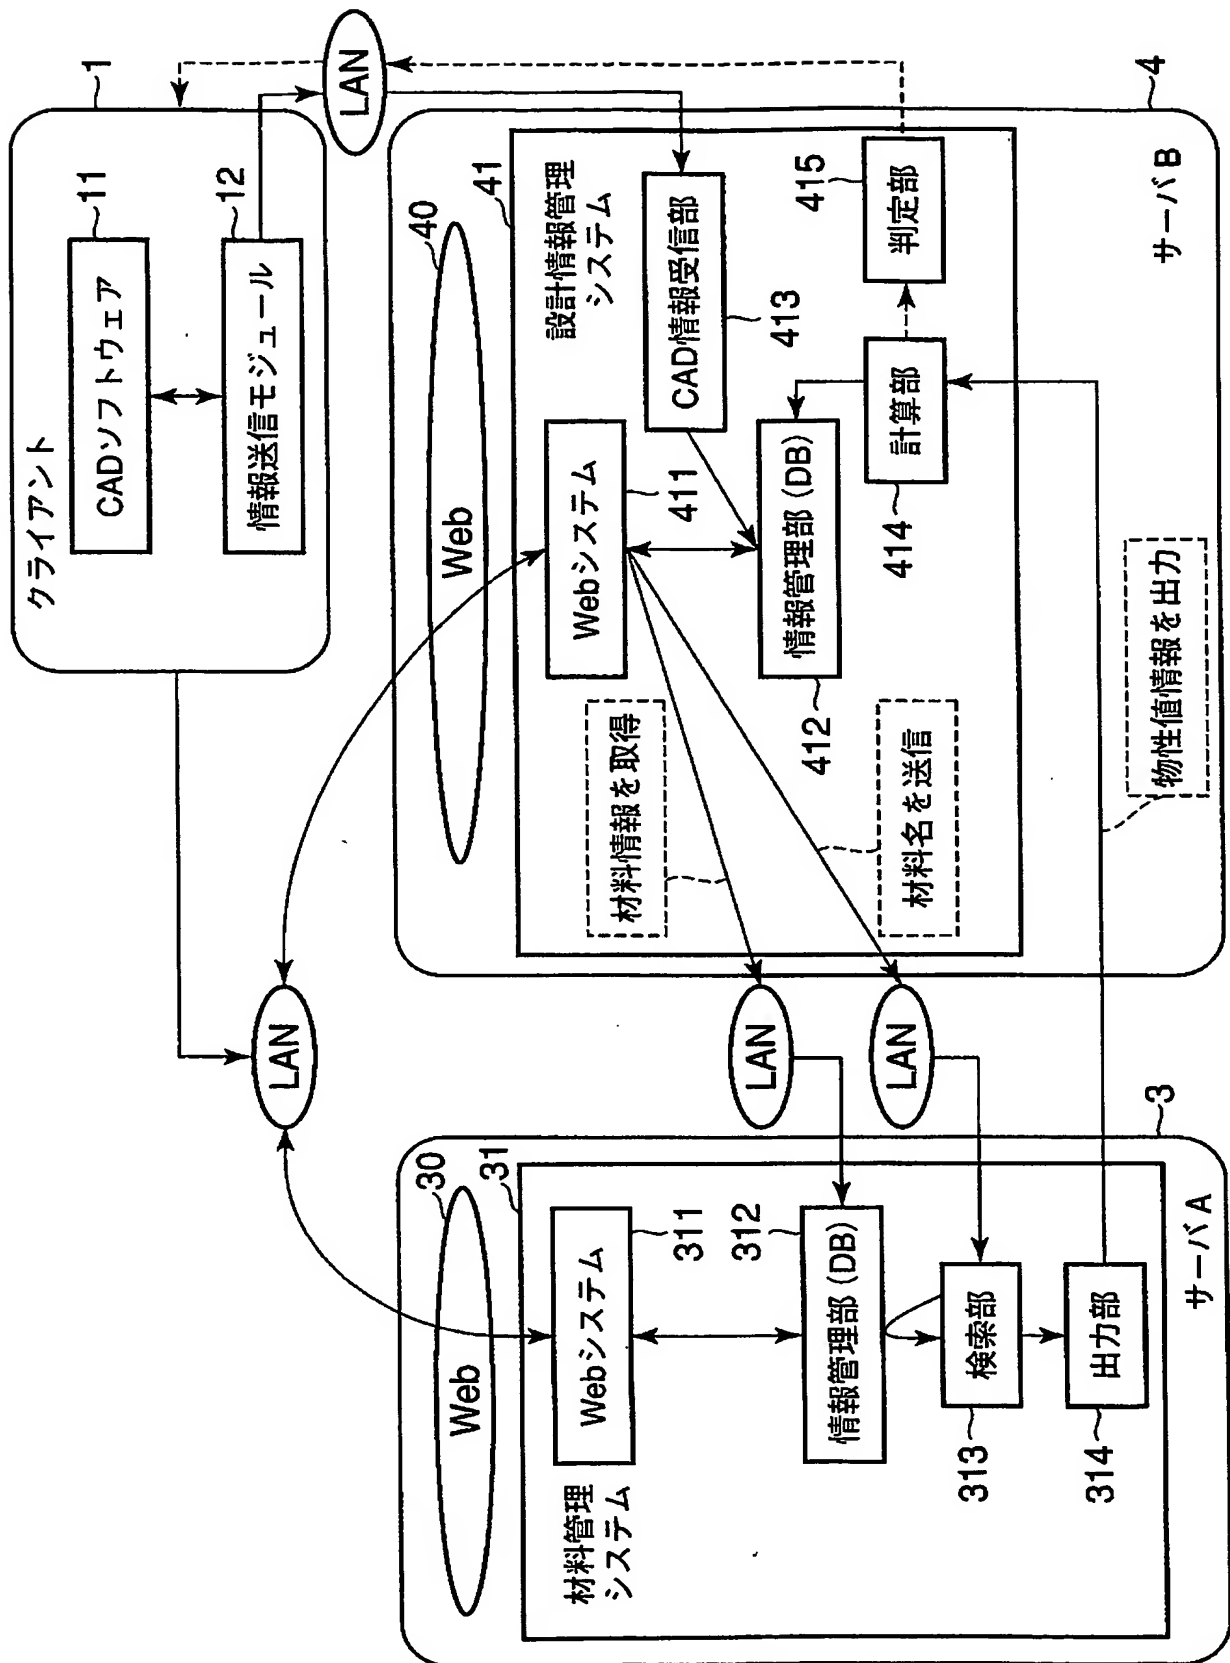 クライアント
1
CADソフトウェア
11
情報送信モジュール
12
LAN
LAN
Web
30
材料管理
システム
31
Webシステム
311
情報管理部(DB)
312
検索部
313
出力部
314
サーバA
3
LAN
LAN
Web
40
設計情報管理
システム
41
Webシステム
411
材料情報を取得
CAD情報受信部
413
情報管理部(DB)
412
材料名を送信
計算部
414
判定部
415
物性値情報を出力
サーバB
4